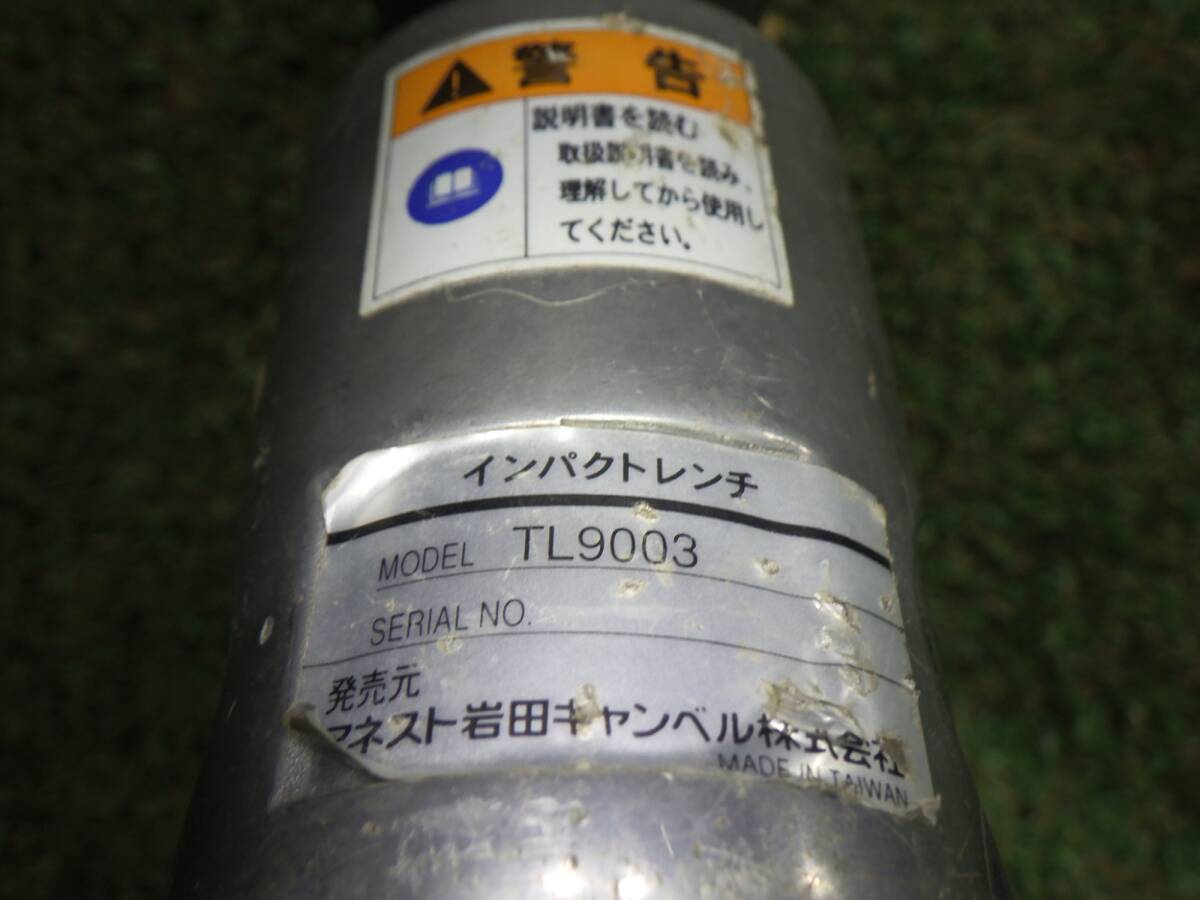 警告
説明書を読む
取扱説明書を読み、
理解してから使用し
てください。
インパクトレンチ
MODEL TL9003
SERIAL NO.
発売元
アネスト岩田キャンベル株式会社
MADE IN TAIWAN